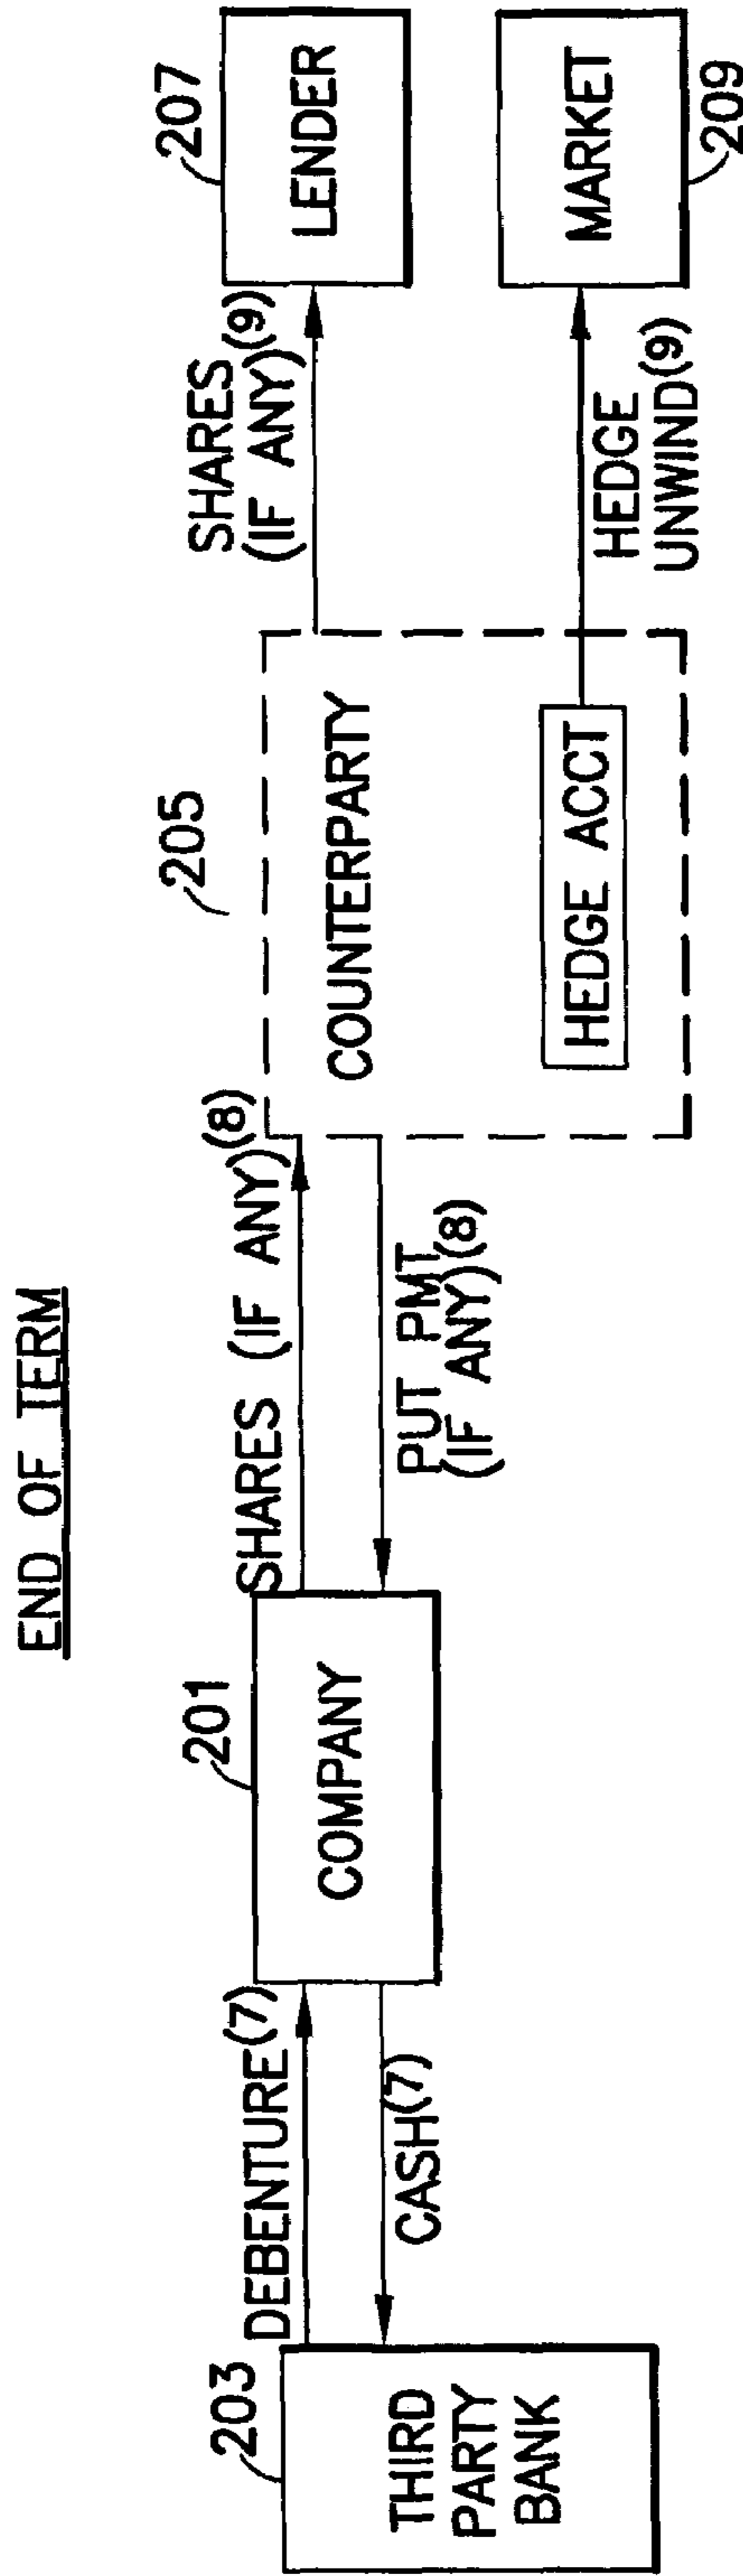 END OF TERM
203
THIRD
PARTY
BANK
DEBENTURE(7)
CASH(7)
201
COMPANY
SHARES (IF ANY)(8)
PUT PMT
(IF ANY)(8)
205
COUNTERPARTY
HEDGE ACCT
SHARES
(IF ANY)(9)
HEDGE
UNWIND(9)
207
LENDER
MARKET
209